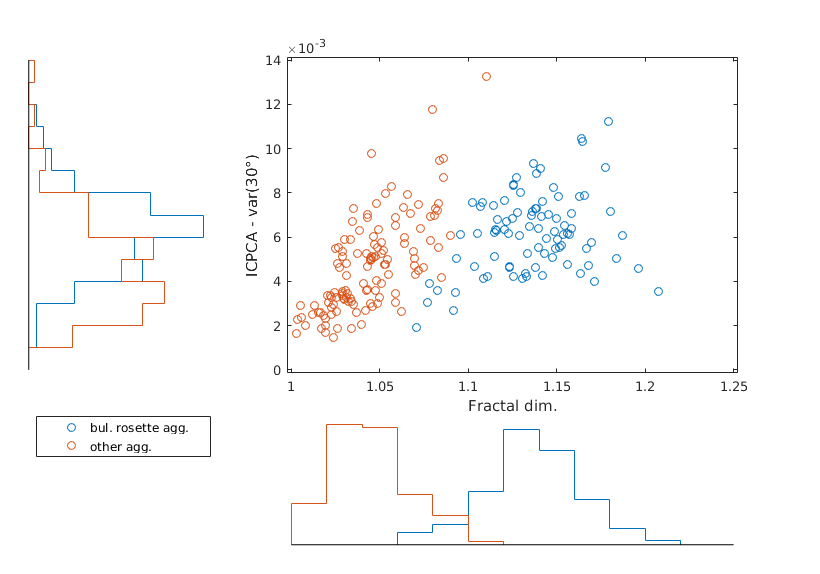 ×10-3
14
12
10
8
6
4
2
0
ICPCA - var(30°)
1 1.05 1.1 1.15 1.2 1.25
Fractal dim.
bul. rosette agg.
other agg.